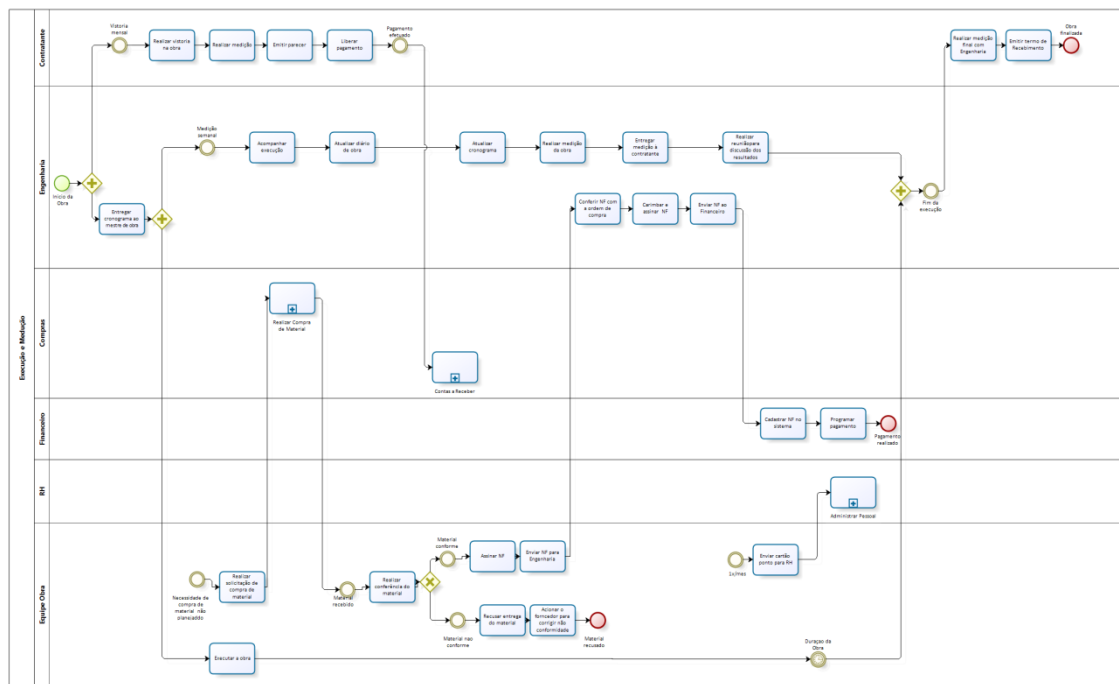 Execução e Medução
Contratante
Vistoria
mensal
Realizar vistoria
na obra
Realizar medição
Emitir parecer
Liberar
pagamento
Pagamento
efetuado
Realizar medição
final com
Engenharia
Emitir termo de
Recebimento
Obra
finalizada
Engenharia
Início da
Obra
Entregar
cronograma ao
mestre de obra
Medição
semanal
Acompanhar
execução
Atualizar diário
de obra
Atualizar
cronograma
Realizar medição
de obra
Entregar
medição à
contratante
Realizar
reunião para
discussão dos
resultados
Conferir NF com
a ordem de
compra
Carimbar e
assinar NF
Enviar NF ao
Financeiro
Fim da
execução
Compras
Realizar Compra
de Material
Contas a Receber
Financeiro
Cadastrar NF no
sistema
Programar
pagamento
Pagamento
realizado
RH
Administrar Pessoal
Equipe Obra
Necessidade de
compra de
material não
planejaddo
Realizar
solicitação de
compra de
material
Material
recebido
Realizar
conferência do
material
Material
conforme
Assinar NF
Enviar NF para
Engenharia
Material nao
conforme
Recusar entrega
do material
Acionar o
forncador para
corrigir não
conformidade
Material
recusado
1x/mes
Enviar cartão
ponto para RH
Executar a obra
Duraçao da
Obra